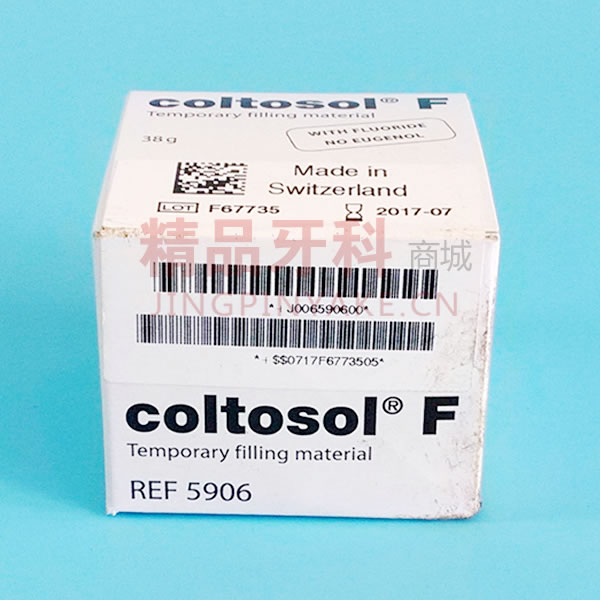 coltosol® F
Temporary filling material
38 g
WITH FLUORIDE
NO EUGENOL
Made in
Switzerland
LOT F67735 2017-07
精品牙科 商城
JINGPINYAKE.CN
*+J006590600*
*+$$0717F6773505*
coltosol® F
Temporary filling material
REF 5906